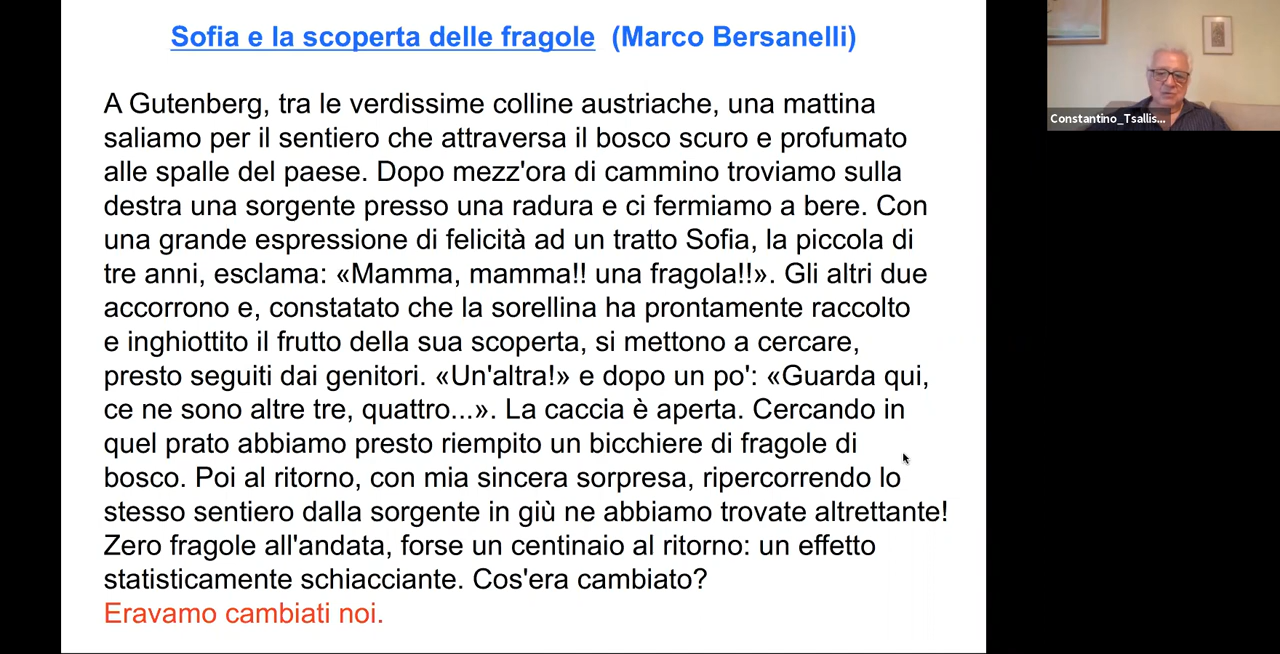 Sofia e la scoperta delle fragole (Marco Bersanelli)
A Gutenberg, tra le verdissime colline austriache, una mattina
saliamo per il sentiero che attraversa il bosco scuro e profumato
alle spalle del paese. Dopo mezz'ora di cammino troviamo sulla
destra una sorgente presso una radura e ci fermiamo a bere. Con
una grande espressione di felicità ad un tratto Sofia, la piccola di
tre anni, esclama: «Mamma, mamma!! una fragola!!». Gli altri due
accorrono e, constatato che la sorellina ha prontamente raccolto
e inghiottito il frutto della sua scoperta, si mettono a cercare,
presto seguiti dai genitori. «Un'altra!» e dopo un po': «Guarda qui,
ce ne sono altre tre, quattro...». La caccia è aperta. Cercando in
quel prato abbiamo presto riempito un bicchiere di fragole di
bosco. Poi al ritorno, con mia sincera sorpresa, ripercorrendo lo
stesso sentiero dalla sorgente in giù ne abbiamo trovate altrettante!
Zero fragole all'andata, forse un centinaio al ritorno: un effetto
statisticamente schiacciante. Cos'era cambiato?
Eravamo cambiati noi.
Constantino_Tsallis...